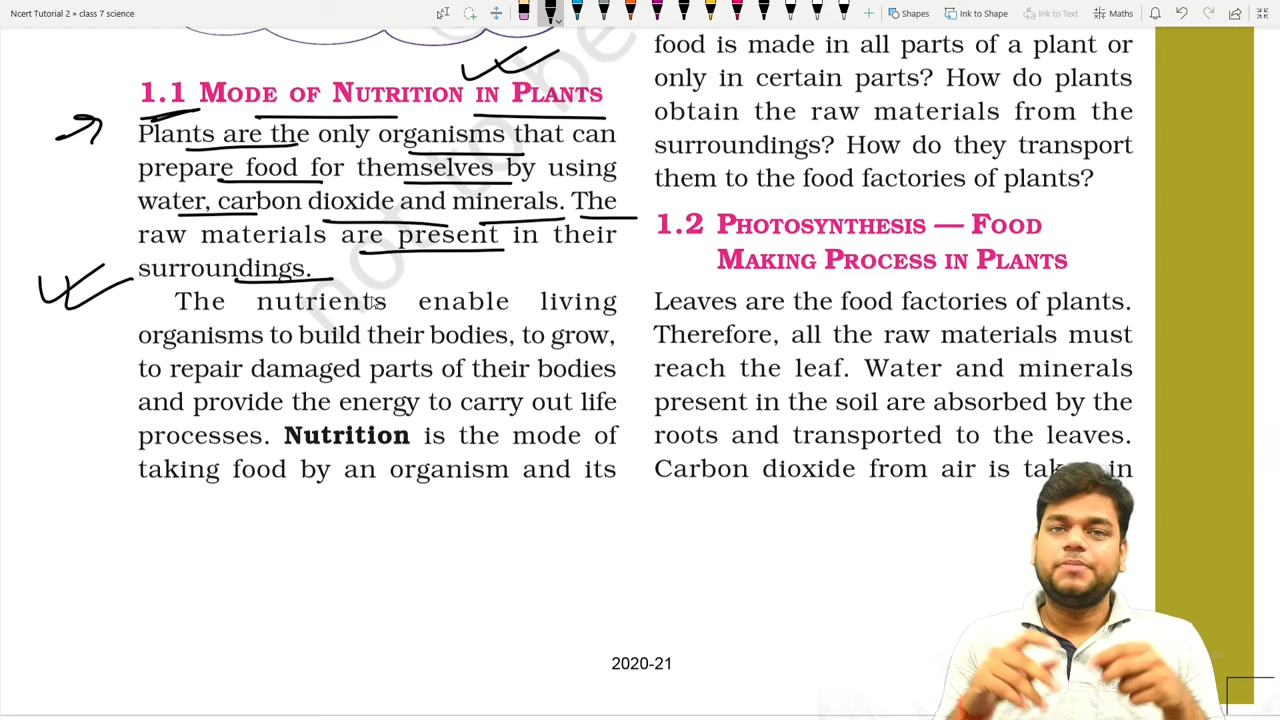 Ncert Tutorial 2 » class 7 science
Shapes
Ink to Shape
Ink to Text
Maths
1.1 MODE OF NUTRITION IN PLANTS
Plants are the only organisms that can
prepare food for themselves by using
water, carbon dioxide and minerals. The
raw materials are present in their
surroundings.
The nutrients enable living
organisms to build their bodies, to grow,
to repair damaged parts of their bodies
and provide the energy to carry out life
processes. Nutrition is the mode of
taking food by an organism and its
food is made in all parts of a plant or
only in certain parts? How do plants
obtain the raw materials from the
surroundings? How do they transport
them to the food factories of plants?
1.2 PHOTOSYNTHESIS — FOOD
MAKING PROCESS IN PLANTS
Leaves are the food factories of plants.
Therefore, all the raw materials must
reach the leaf. Water and minerals
present in the soil are absorbed by the
roots and transported to the leaves.
Carbon dioxide from air is taken in
not to be
2020-21